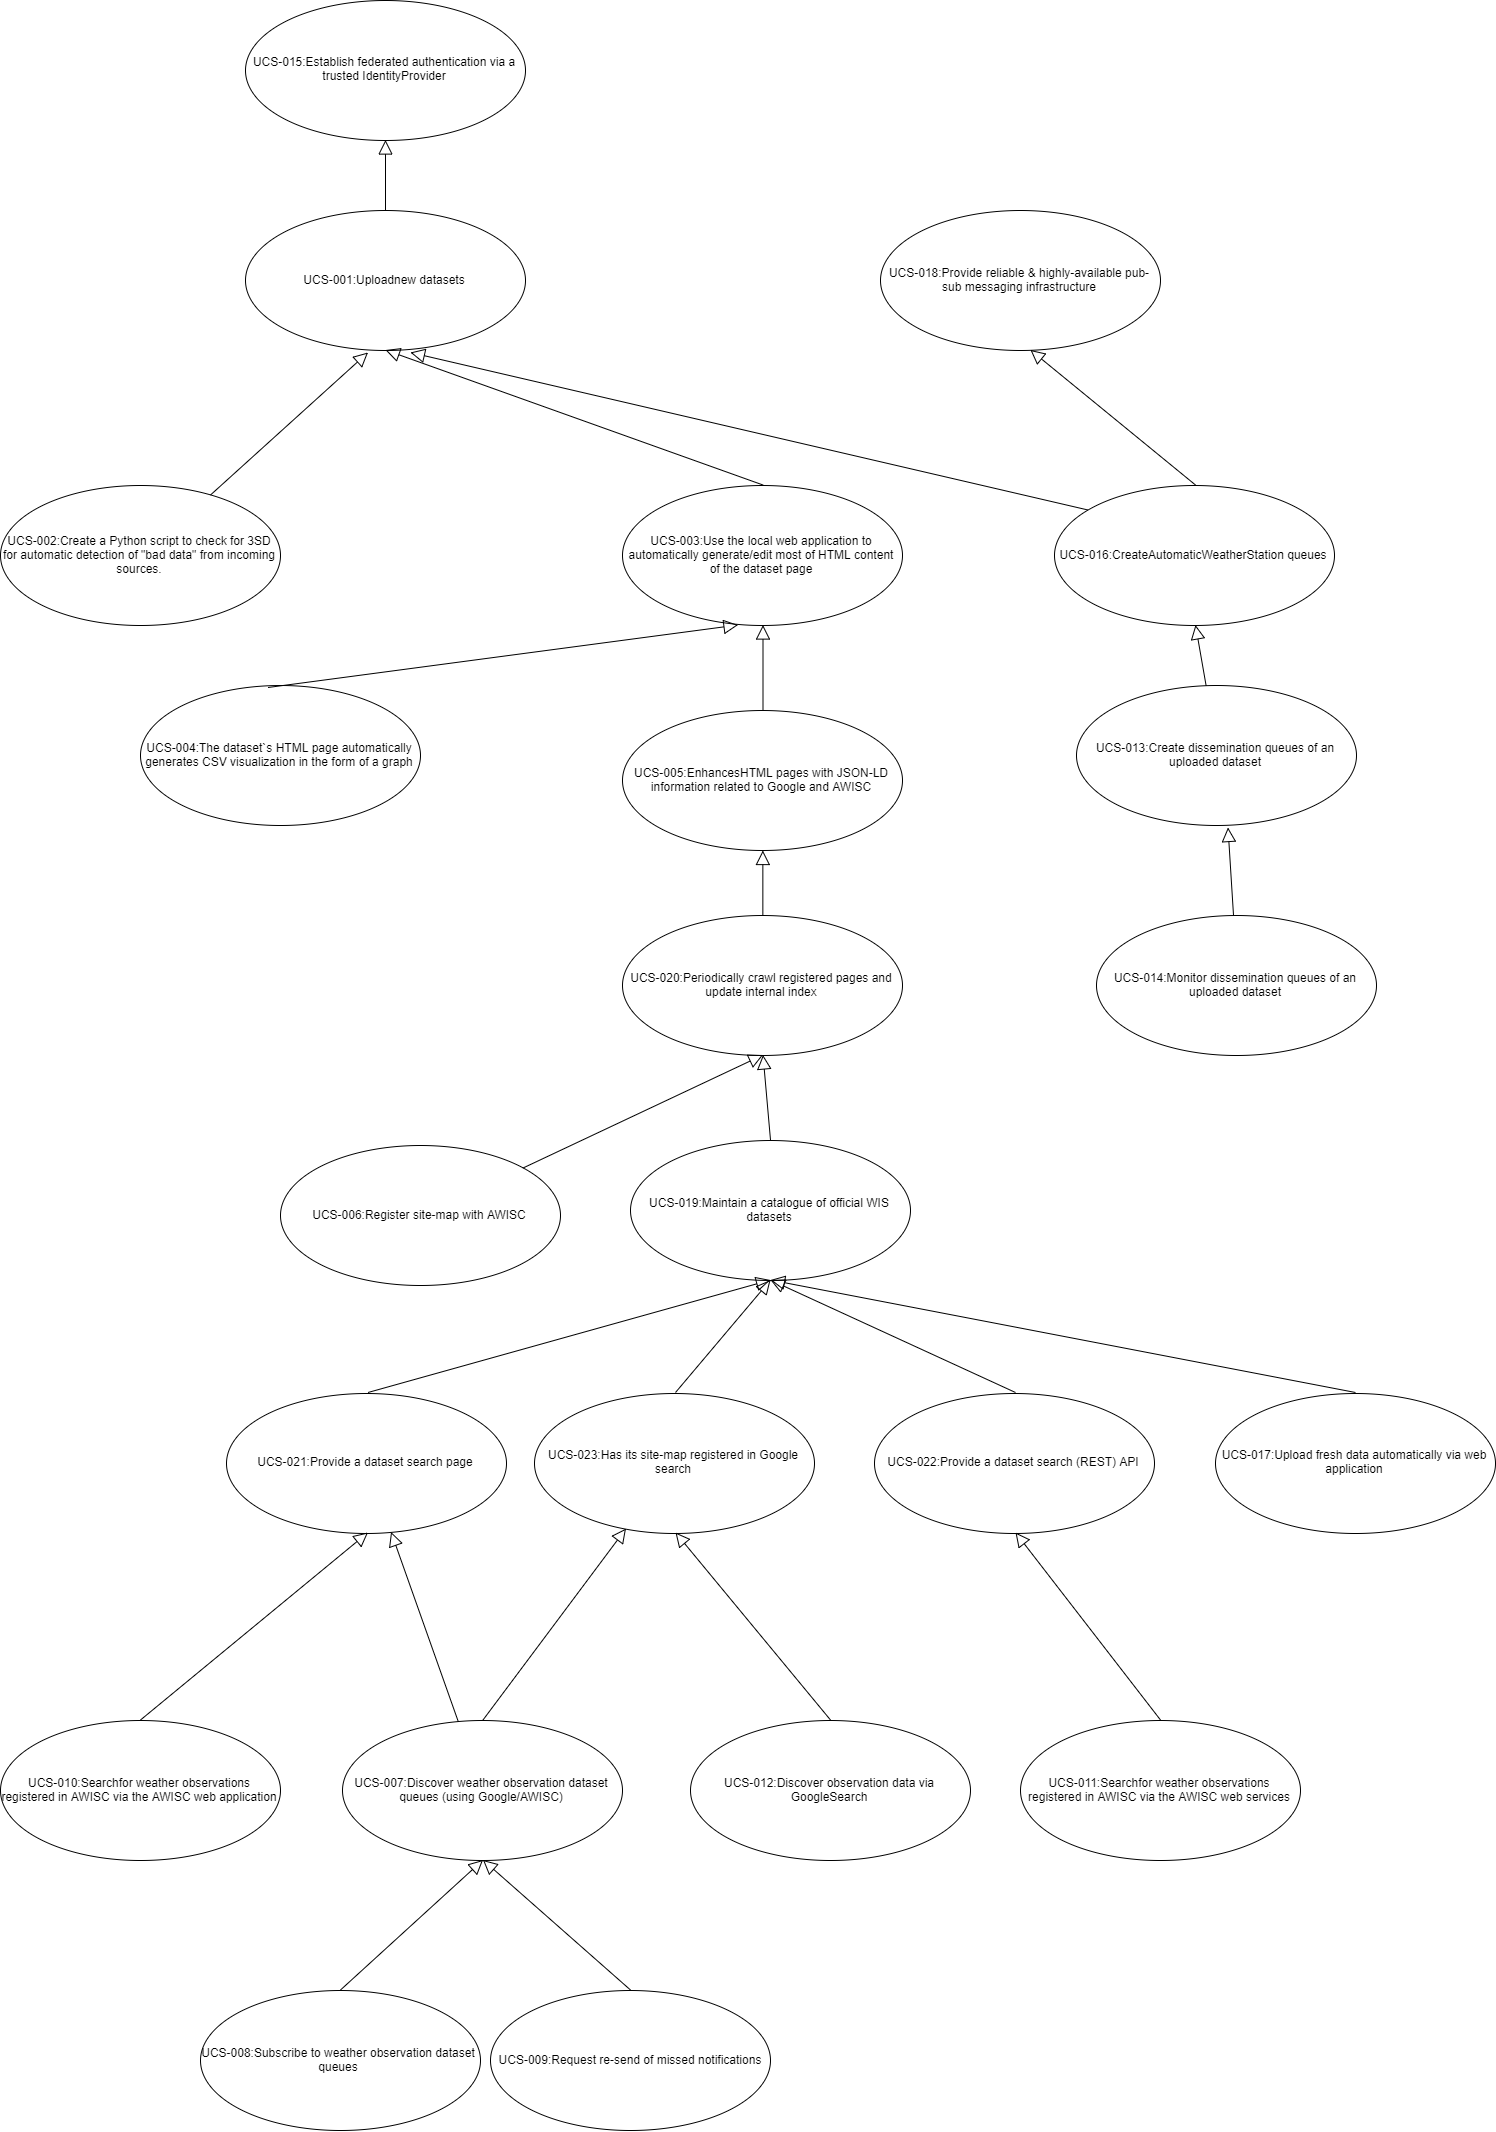 UCS-015:Establish federated authentication via a
trusted IdentityProvider
UCS-001:Uploadnew datasets
UCS-018:Provide reliable & highly-available pub-
sub messaging infrastructure
UCS-002:Create a Python script to check for 3SD
for automatic detection of "bad data" from incoming
sources.
UCS-003:Use the local web application to
automatically generate/edit most of HTML content
of the dataset page
UCS-016:CreateAutomaticWeatherStation queues
UCS-004:The dataset`s HTML page automatically
generates CSV visualization in the form of a graph
UCS-005:EnhancesHTML pages with JSON-LD
information related to Google and AWISC
UCS-013:Create dissemination queues of an
uploaded dataset
UCS-020:Periodically crawl registered pages and
update internal index
UCS-014:Monitor dissemination queues of an
uploaded dataset
UCS-006:Register site-map with AWISC
UCS-019:Maintain a catalogue of official WIS
datasets
UCS-021:Provide a dataset search page
UCS-023:Has its site-map registered in Google
search
UCS-022:Provide a dataset search (REST) API
UCS-017:Upload fresh data automatically via web
application
UCS-010:Searchfor weather observations
registered in AWISC via the AWISC web application
UCS-007:Discover weather observation dataset
queues (using Google/AWISC)
UCS-012:Discover observation data via
GoogleSearch
UCS-011:Searchfor weather observations
registered in AWISC via the AWISC web services
UCS-008:Subscribe to weather observation dataset
queues
UCS-009:Request re-send of missed notifications